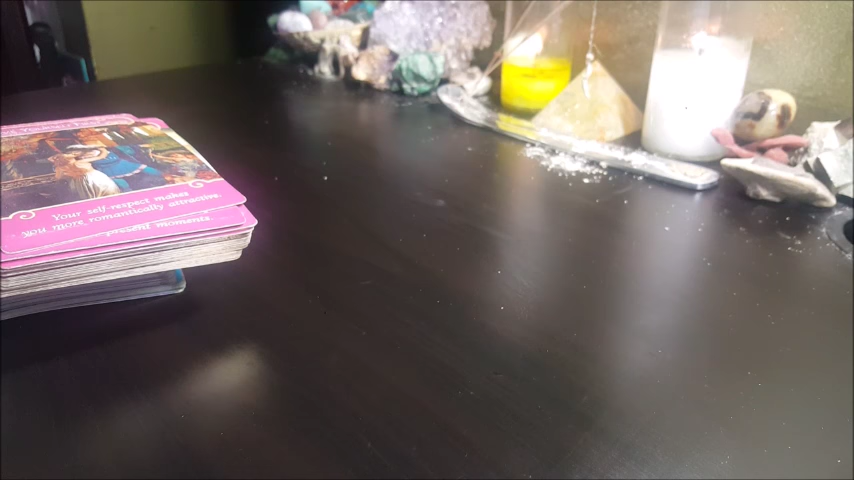 Your self-respect makes
you more romantically attractive.
present moments.